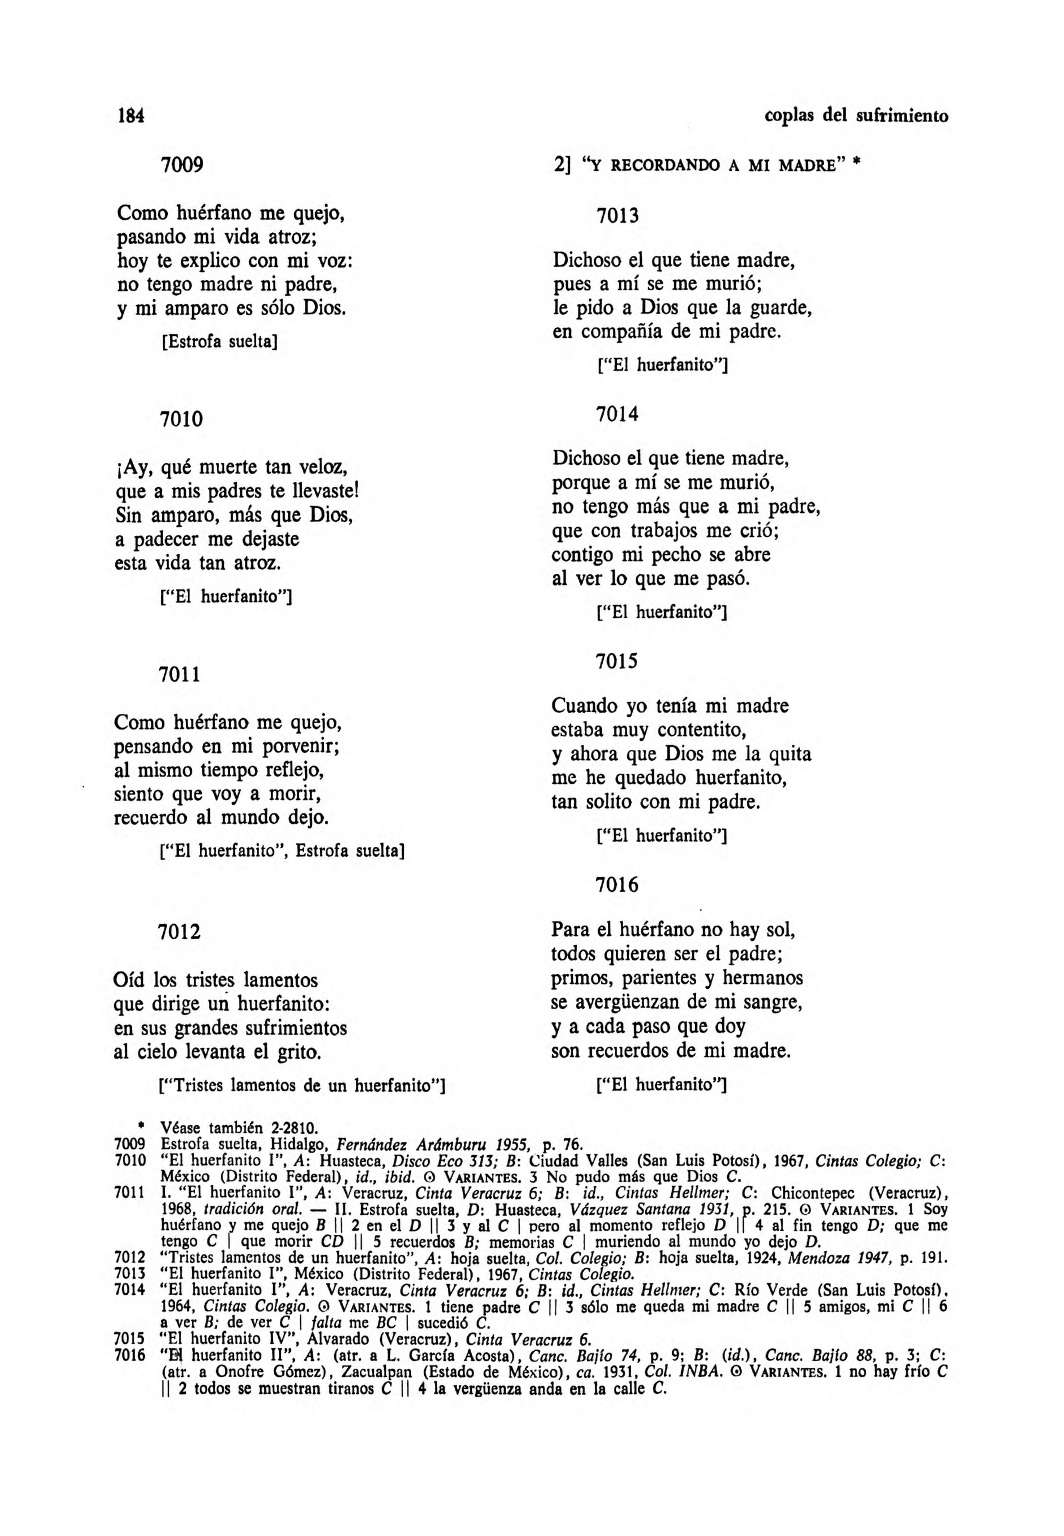 184
coplas del sufrimiento
7009
Como huérfano me quejo,
pasando mi vida atroz;
hoy te explico con mi voz:
no tengo madre ni padre,
y mi amparo es sólo Dios.
[Estrofa suelta]
7010
¡Ay, qué muerte tan veloz,
que a mis padres te llevaste!
Sin amparo, más que Dios,
a padecer me dejaste
esta vida tan atroz.
["El huerfanito"]
7011
Como huérfano me quejo,
pensando en mi porvenir;
al mismo tiempo reflejo,
siento que voy a morir,
recuerdo al mundo dejo.
["El huerfanito", Estrofa suelta]
7012
Oíd los tristes lamentos
que dirige un huerfanito:
en sus grandes sufrimientos
al cielo levanta el grito.
["Tristes lamentos de un huerfanito"]
2] "Y RECORDANDO A MI MADRE" *
7013
Dichoso el que tiene madre,
pues a mí se me murió;
le pido a Dios que la guarde,
en compañía de mi padre.
["El huerfanito"]
7014
Dichoso el que tiene madre,
porque a mí se me murió,
no tengo más que a mi padre,
que con trabajos me crió;
contigo mi pecho se abre
al ver lo que me pasó.
["El huerfanito"]
7015
Cuando yo tenía mi madre
estaba muy contentito,
y ahora que Dios me la quita
me he quedado huerfanito,
tan solito con mi padre.
["El huerfanito"]
7016
Para el huérfano no hay sol,
todos quieren ser el padre;
primos, parientes y hermanos
se avergüenzan de mi sangre,
y a cada paso que doy
son recuerdos de mi madre.
["El huerfanito"]
* Véase también 2-2810.
7009 Estrofa suelta, Hidalgo, Fernández Arámburu 1955, p. 76.
7010 "El huerfanito I", A: Huasteca, Disco Eco 313; B: Ciudad Valles (San Luis Potosí), 1967, Cintas Colegio; C:
México (Distrito Federal), id., ibid. ⊙ VARIANTES. 3 No pudo más que Dios C.
7011 I. "El huerfanito I", A: Veracruz, Cinta Veracruz 6; B: id., Cintas Hellmer; C: Chicontepec (Veracruz),
1968, tradición oral. — II. Estrofa suelta, D: Huasteca, Vázquez Santana 1931, p. 215. ⊙ VARIANTES. 1 Soy
huérfano y me quejo B || 2 en el D || 3 y al C | pero al momento reflejo D || 4 al fin tengo D; que me
tengo C | que morir CD || 5 recuerdos B; memorias C | muriendo al mundo yo dejo D.
7012 "Tristes lamentos de un huerfanito", A: hoja suelta, Col. Colegio; B: hoja suelta, 1924, Mendoza 1947, p. 191.
7013 "El huerfanito I", México (Distrito Federal), 1967, Cintas Colegio.
7014 "El huerfanito I", A: Veracruz, Cinta Veracruz 6; B: id., Cintas Hellmer; C: Río Verde (San Luis Potosí),
1964, Cintas Colegio. ⊙ VARIANTES. 1 tiene padre C || 3 sólo me queda mi madre C || 5 amigos, mi C || 6
a ver B; de ver C | falta me BC | sucedió C.
7015 "El huerfanito IV", Alvarado (Veracruz), Cinta Veracruz 6.
7016 "El huerfanito II", A: (atr. a L. García Acosta), Canc. Bajío 74, p. 9; B: (id.), Canc. Bajío 88, p. 3; C:
(atr. a Onofre Gómez), Zacualpan (Estado de México), ca. 1931, Col. INBA. ⊙ VARIANTES. 1 no hay frío C
|| 2 todos se muestran tiranos C || 4 la vergüenza anda en la calle C.